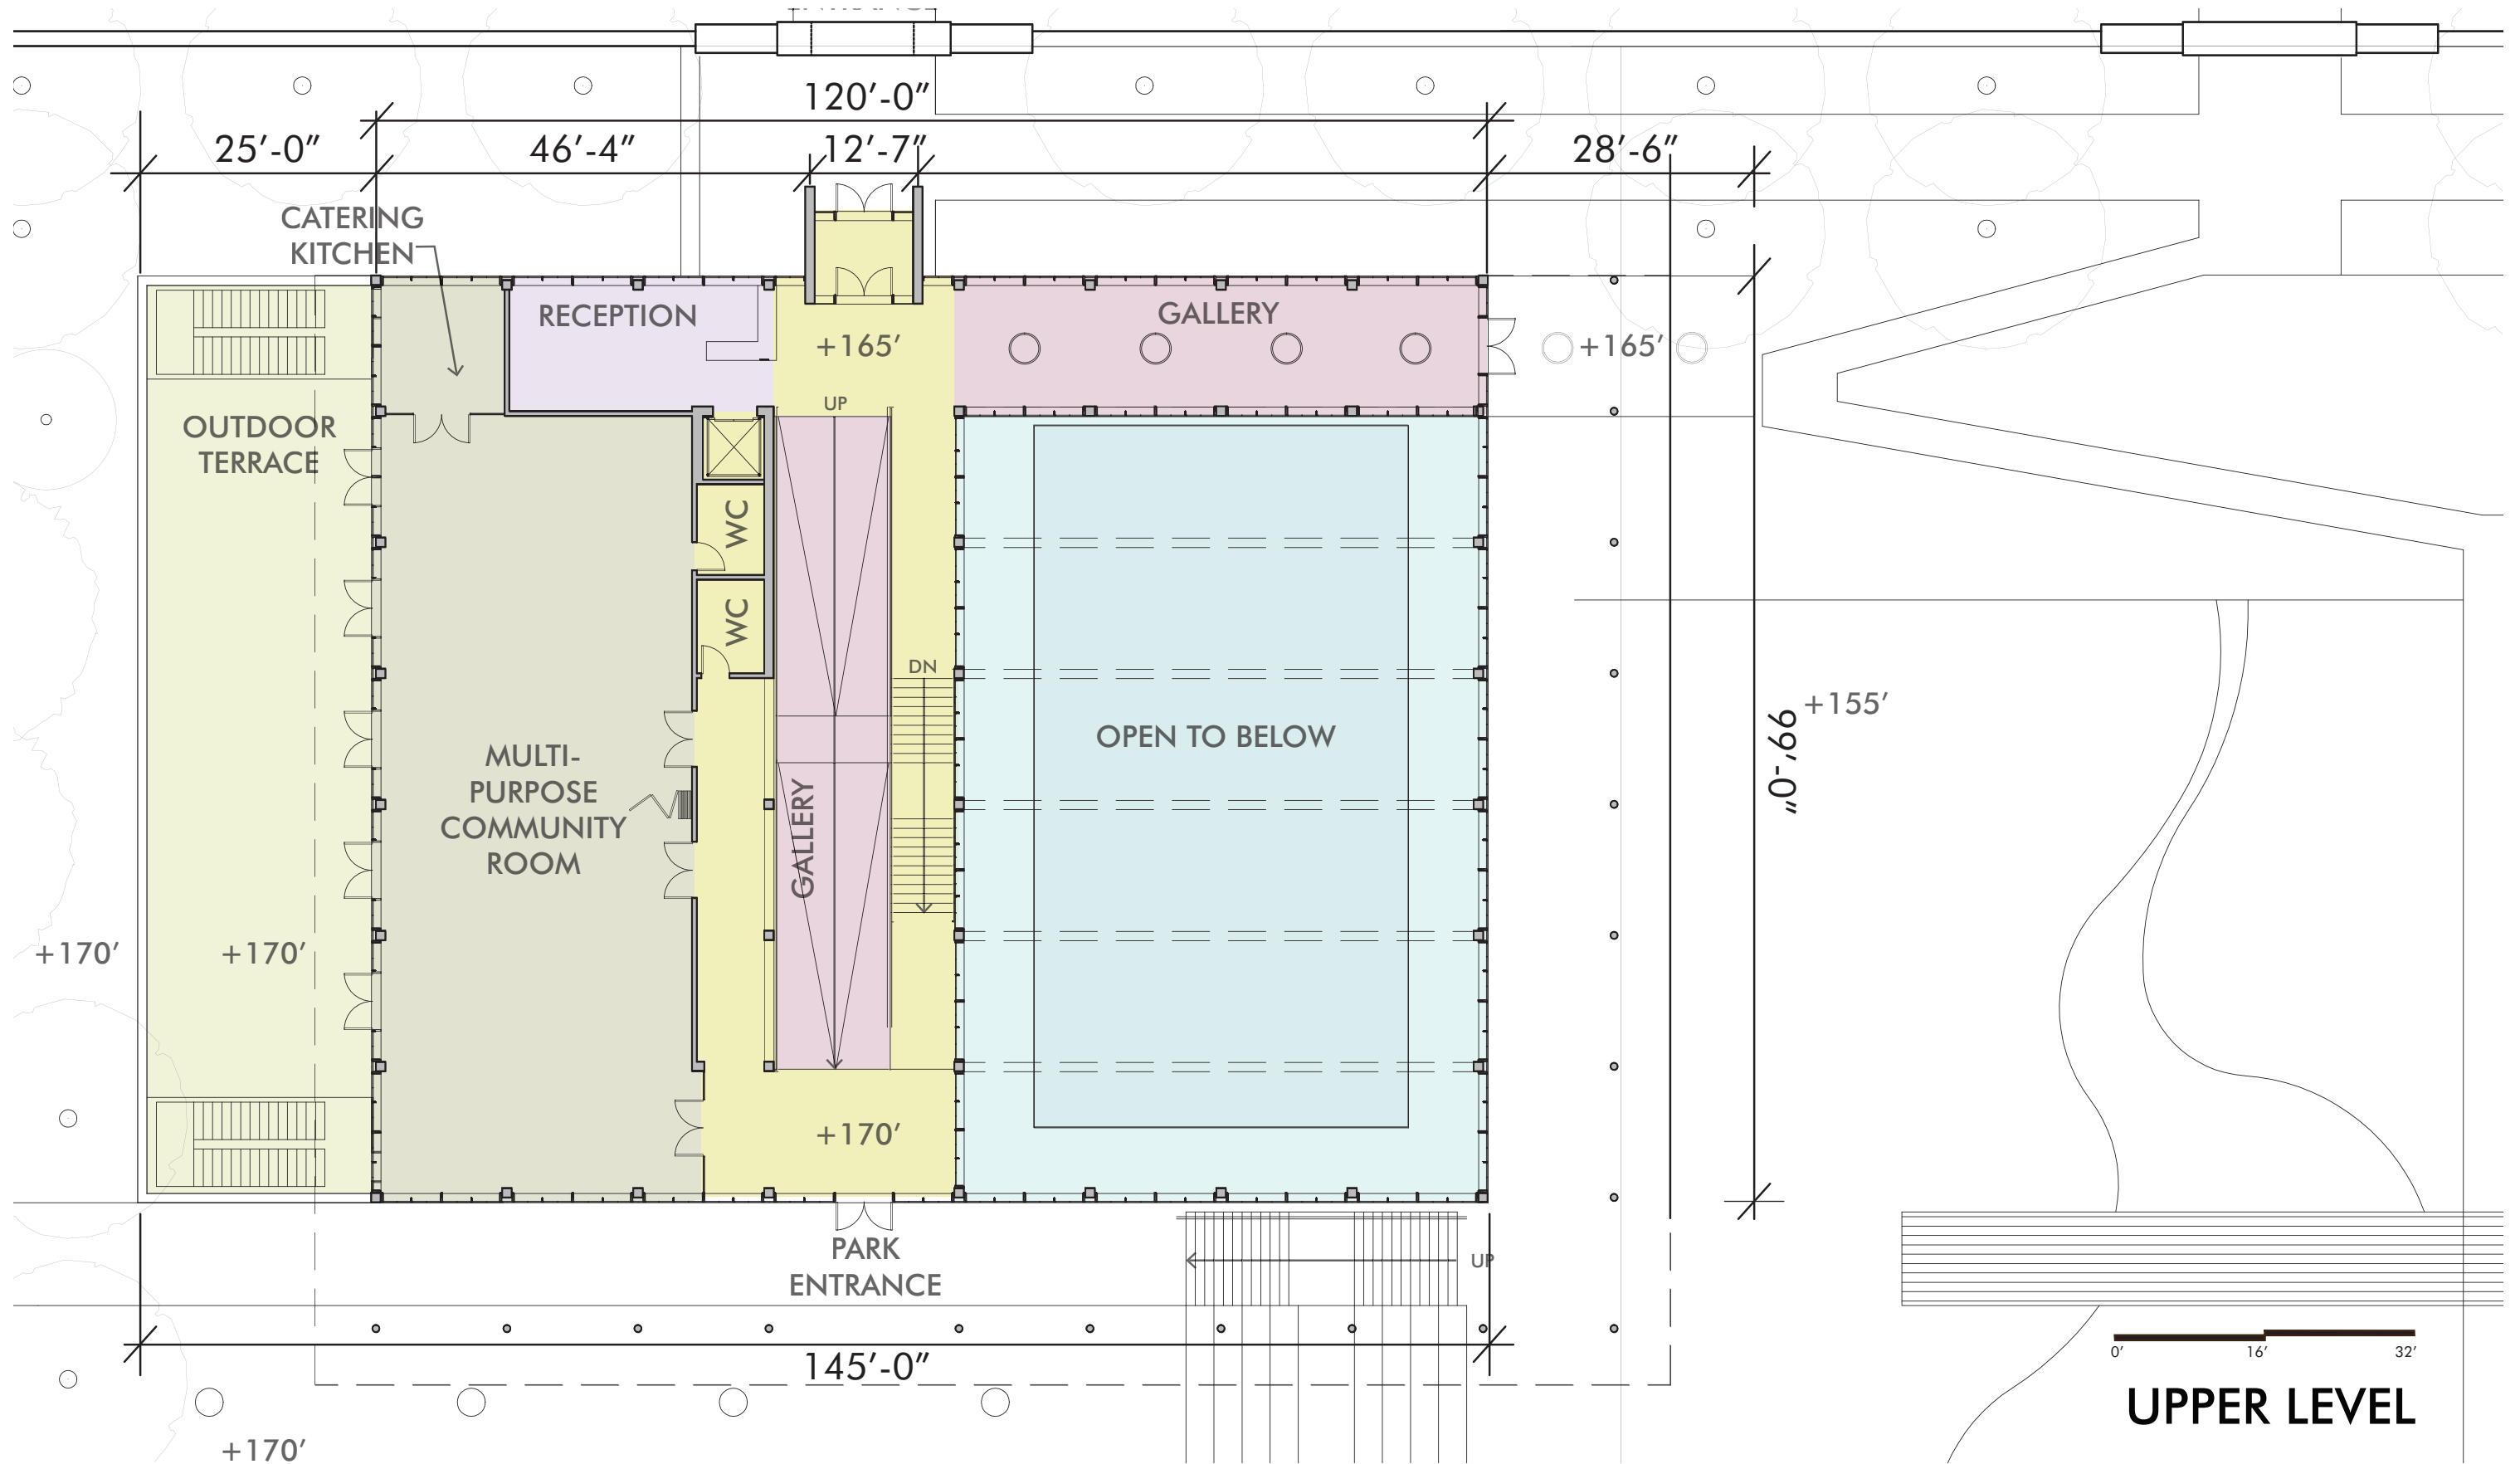 120'-0"
25'-0"
46'-4"
12'-7"
28'-6"
CATERING
KITCHEN
RECEPTION
GALLERY
+165'
+165'
UP
OUTDOOR
TERRACE
WC
WC
DN
+155'
99'-0"
OPEN TO BELOW
MULTI-
PURPOSE
COMMUNITY
ROOM
GALLERY
+170'
+170'
+170'
PARK
ENTRANCE
UP
145'-0"
0' 16' 32'
UPPER LEVEL
+170'